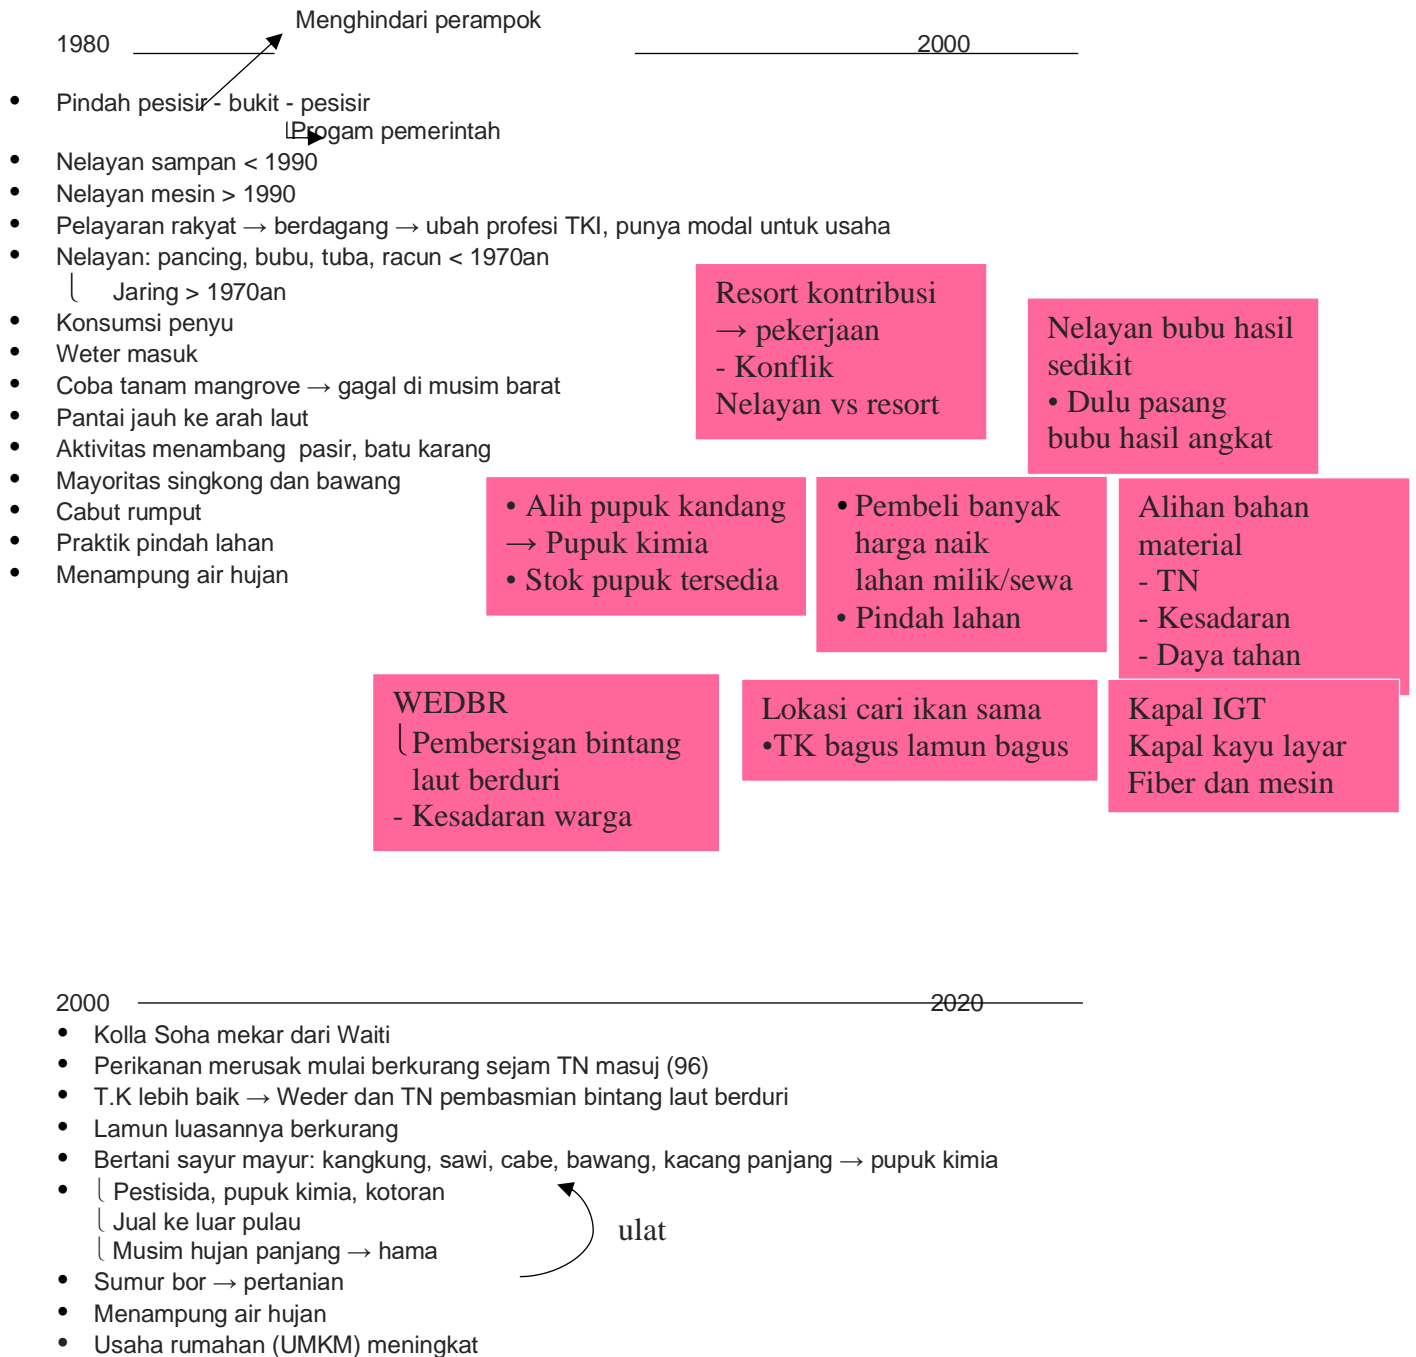 Menghindari perampok
1980 2000
• Pindah pesisir - bukit - pesisir
Progam pemerintah
• Nelayan sampan < 1990
• Nelayan mesin > 1990
• Pelayaran rakyat → berdagang → ubah profesi TKI, punya modal untuk usaha
• Nelayan: pancing, bubu, tuba, racun < 1970an
Jaring > 1970an
• Konsumsi penyu
• Weter masuk
• Coba tanam mangrove → gagal di musim barat
• Pantai jauh ke arah laut
• Aktivitas menambang pasir, batu karang
• Mayoritas singkong dan bawang
• Cabut rumput
• Praktik pindah lahan
• Menampung air hujan
Resort kontribusi
→ pekerjaan
- Konflik
Nelayan vs resort
Nelayan bubu hasil
sedikit
• Dulu pasang
bubu hasil angkat
• Alih pupuk kandang
→ Pupuk kimia
• Stok pupuk tersedia
• Pembeli banyak
harga naik
lahan milik/sewa
• Pindah lahan
Alihan bahan
material
- TN
- Kesadaran
- Daya tahan
WEDBR
Pembersigan bintang
laut berduri
- Kesadaran warga
Lokasi cari ikan sama
•TK bagus lamun bagus
Kapal IGT
Kapal kayu layar
Fiber dan mesin
2000 2020
• Kolla Soha mekar dari Waiti
• Perikanan merusak mulai berkurang sejam TN masuj (96)
• T.K lebih baik → Weder dan TN pembasmian bintang laut berduri
• Lamun luasannya berkurang
• Bertani sayur mayur: kangkung, sawi, cabe, bawang, kacang panjang → pupuk kimia
• Pestisida, pupuk kimia, kotoran
Jual ke luar pulau
Musim hujan panjang → hama
ulat
• Sumur bor → pertanian
• Menampung air hujan
• Usaha rumahan (UMKM) meningkat